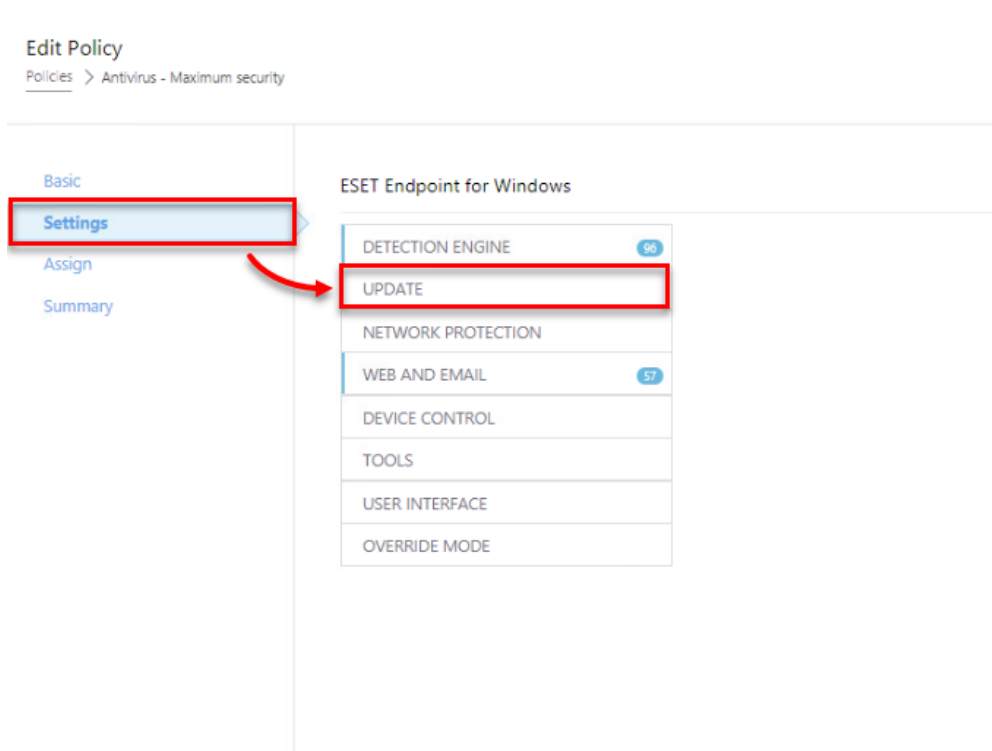 Edit Policy
Policies > Antivirus - Maximum security
Basic
Settings
Assign
Summary
ESET Endpoint for Windows
DETECTION ENGINE 96
UPDATE
NETWORK PROTECTION
WEB AND EMAIL 57
DEVICE CONTROL
TOOLS
USER INTERFACE
OVERRIDE MODE